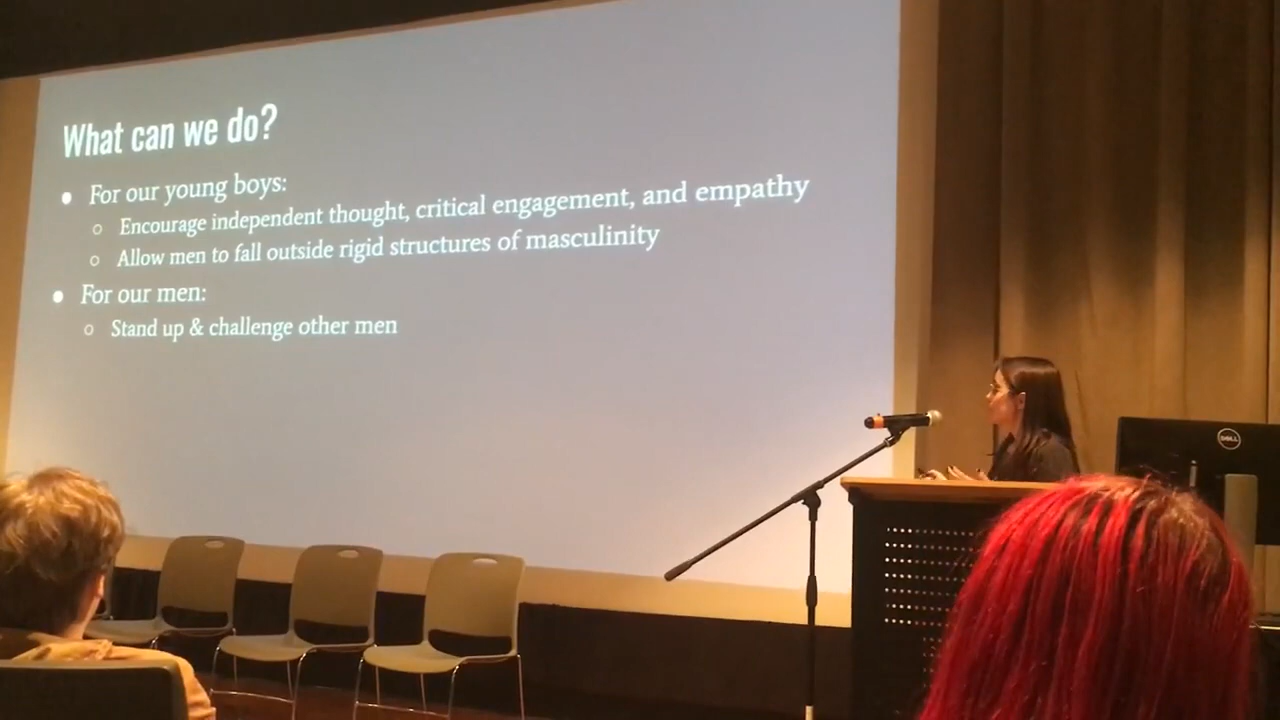 What can we do?
● For our young boys:
○ Encourage independent thought, critical engagement, and empathy
○ Allow men to fall outside rigid structures of masculinity
● For our men:
○ Stand up & challenge other men
DELL